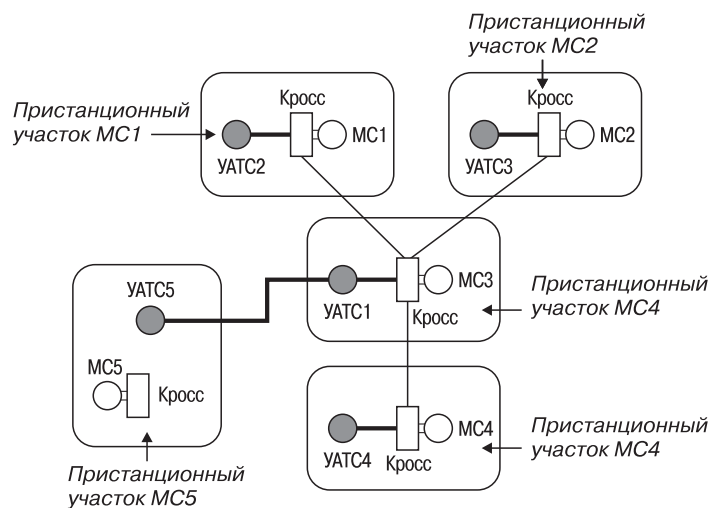 Пристанционный
участок МС2
Кросс
Пристанционный
участок МС1
МС1
УАТС2
Кросс
МС2
УАТС3
УАТС5
МС3
Пристанционный
участок МС4
УАТС1
Кросс
МС5
Кросс
Пристанционный
участок МС4
МС4
УАТС4
Кросс
Пристанционный
участок МС5